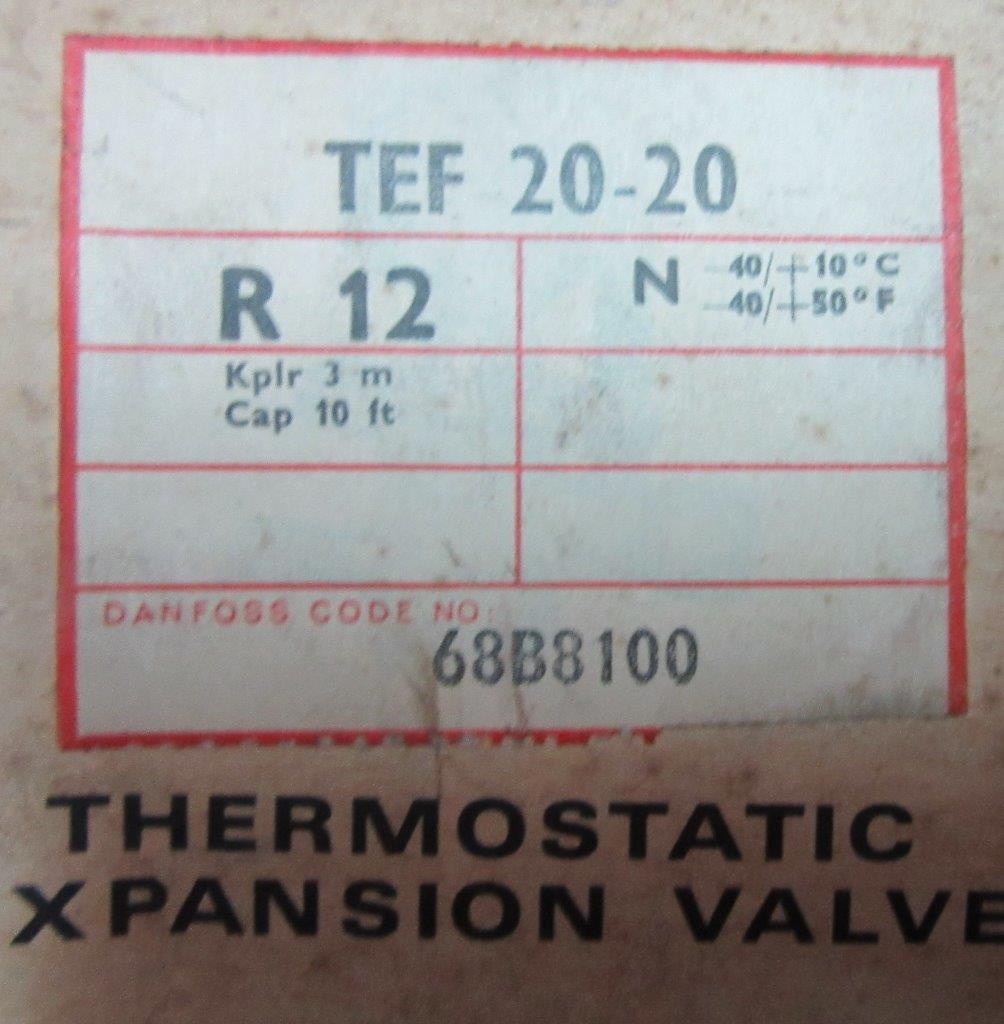 TEF 20-20
R 12
N -40/+10°C
-40/+50°F
Kplr 3 m
Cap 10 ft
DANFOSS CODE NO:
68B8100
THERMOSTATIC
XPANSION VALVE